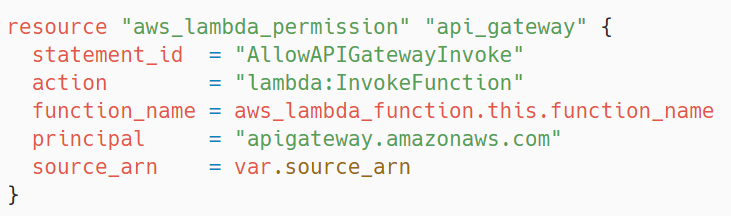 resource "aws_lambda_permission" "api_gateway" {
  statement_id  = "AllowAPIGatewayInvoke"
  action        = "lambda:InvokeFunction"
  function_name = aws_lambda_function.this.function_name
  principal     = "apigateway.amazonaws.com"
  source_arn    = var.source_arn
}